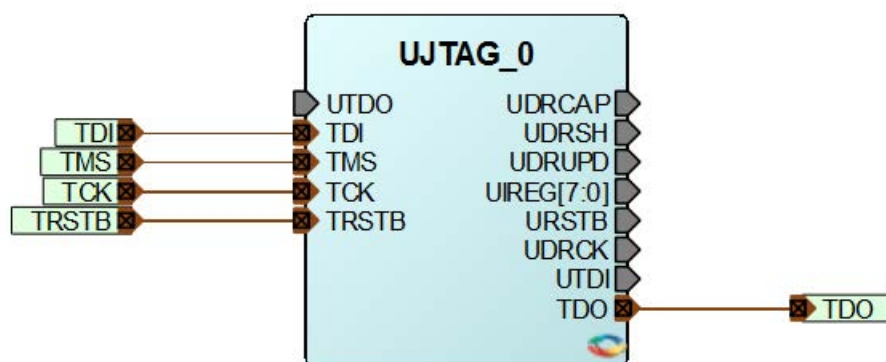 UJTAG_0
UTDO
TDI
TMS
TCK
TRSTB
TDI
TMS
TCK
TRSTB
UDRCAP
UDRSH
UDRUPD
UIREG[7:0]
URSTB
UDRCK
UTDI
TDO
TDO